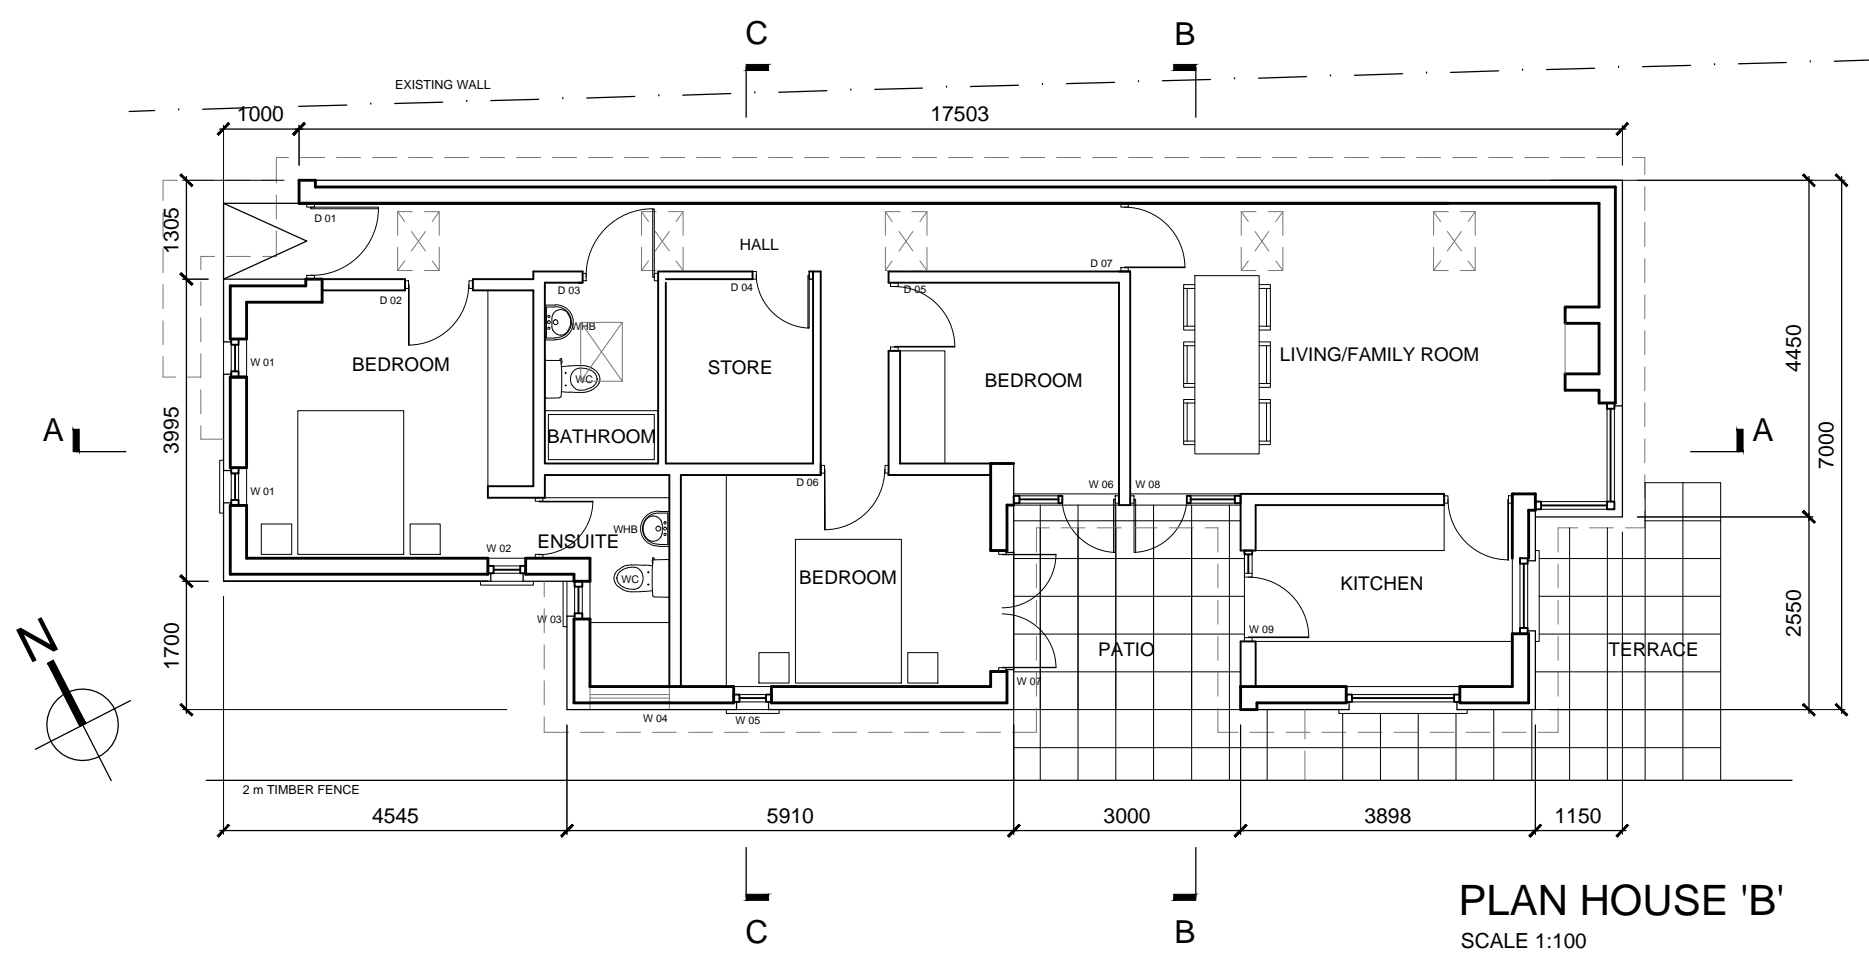 C
B
EXISTING WALL
1000
17503
D 01
1305
HALL
D 07
D 02
D 03
D 04
D 05
WHB
W 01
BEDROOM
STORE
BEDROOM
LIVING/FAMILY ROOM
4450
WC
A
3995
BATHROOM
A
7000
W 01
D 06
W 06
W 08
WHB
ENSUITE
W 02
WC
BEDROOM
KITCHEN
N
W 03
2550
1700
W 09
PATIO
TERRACE
W 07
W 04
W 05
2 m TIMBER FENCE
4545
5910
3000
3898
1150
C
B
PLAN HOUSE 'B'
SCALE 1:100